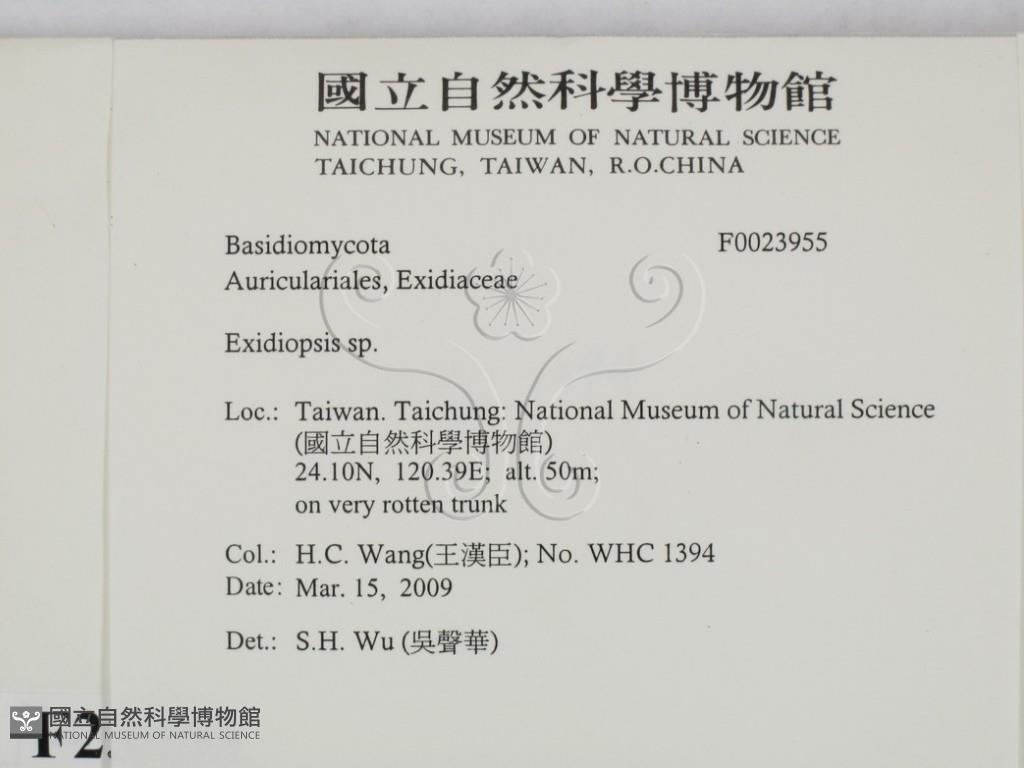 國立自然科學博物館
NATIONAL MUSEUM OF NATURAL SCIENCE
TAICHUNG, TAIWAN, R.O.CHINA
Basidiomycota F0023955
Auriculariales, Exidiaceae
Exidiopsis sp.
Loc.: Taiwan. Taichung: National Museum of Natural Science
(國立自然科學博物館)
24.10N, 120.39E; alt. 50m;
on very rotten trunk
Col.: H.C. Wang(王漢臣); No. WHC 1394
Date: Mar. 15, 2009
Det.: S.H. Wu (吳聲華)
國立自然科學博物館
NATIONAL MUSEUM OF NATURAL SCIENCE
F2